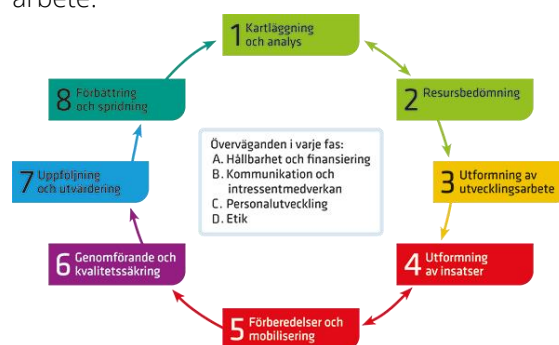 arbete.
1 Kartläggning
och analys
2 Resursbedömning
3 Utformning av
utvecklingsarbete
4 Utformning
av insatser
5 Förberedelser och
mobilisering
6 Genomförande och
kvalitetssäkring
7 Uppföljning
och utvärdering
8 Förbättring
och spridning
Överväganden i varje fas:
A. Hållbarhet och finansiering
B. Kommunikation och
intressentmedverkan
C. Personalutveckling
D. Etik